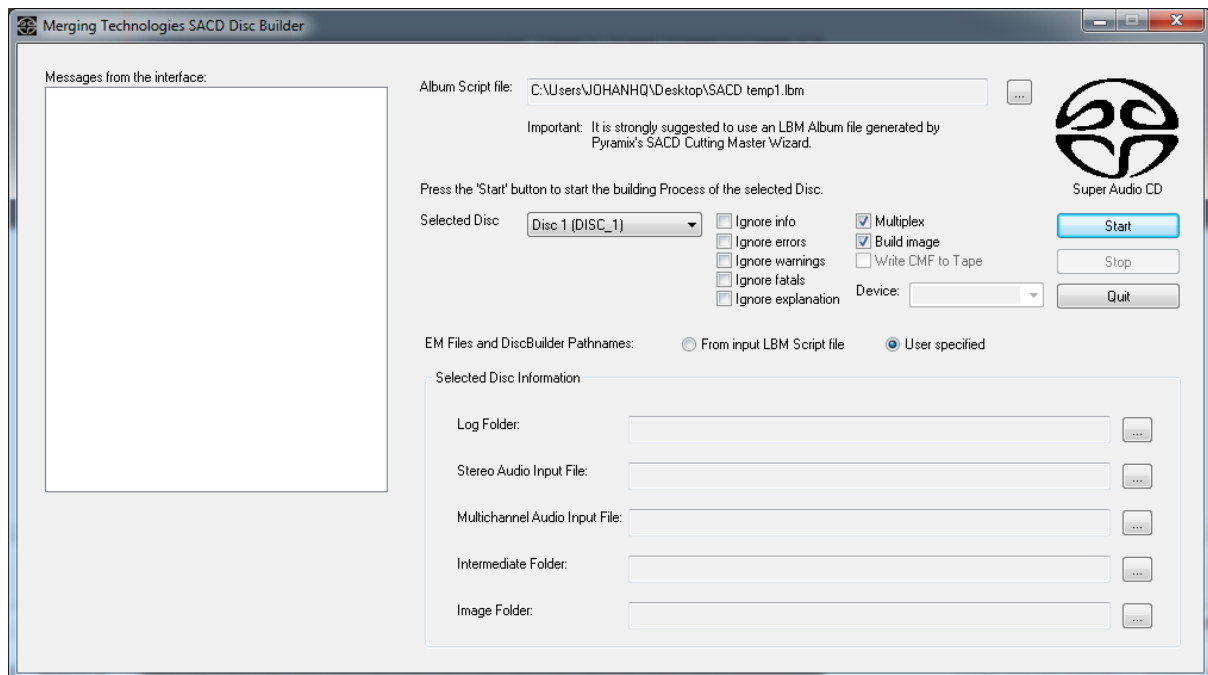 Merging Technologies SACD Disc Builder
Messages from the interface:
Album Script file:
C:\Users\JOHANHQ\Desktop\SACD temp1.lbm
...
Important: It is strongly suggested to use an LBM Album file generated by
Pyramix's SACD Cutting Master Wizard.
Super Audio CD
Press the 'Start' button to start the building Process of the selected Disc.
Selected Disc
Disc 1 (DISC_1)
Ignore info
Ignore errors
Ignore warnings
Ignore fatals
Ignore explanation
Multiplex
Build image
Write CMF to Tape
Device:
Start
Stop
Quit
EM Files and DiscBuilder Pathnames:
From input LBM Script file
User specified
Selected Disc Information
Log Folder:
...
Stereo Audio Input File:
...
Multichannel Audio Input File:
...
Intermediate Folder:
...
Image Folder:
...